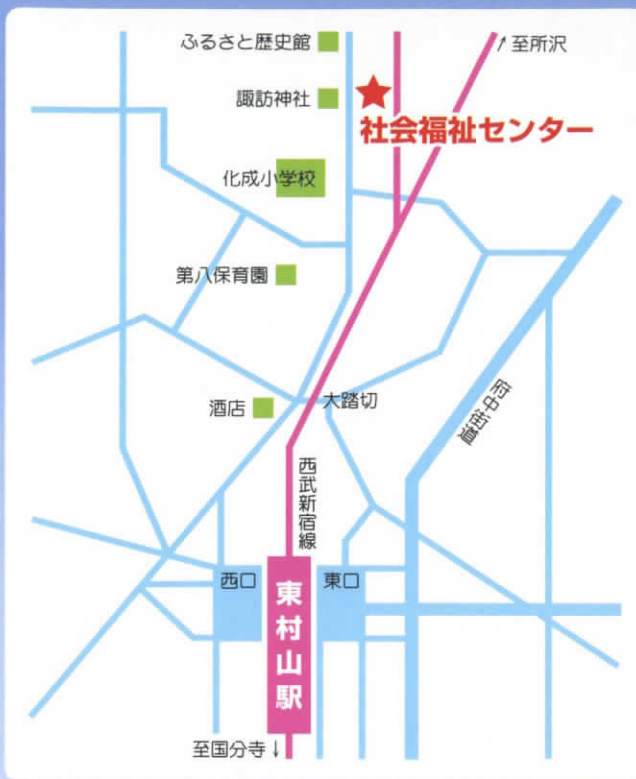 ふるさと歴史館
↗至所沢
諏訪神社
社会福祉センター
化成小学校
第八保育園
酒店
大踏切
府中街道
西武新宿線
西口
東口
東村山駅
至国分寺↓